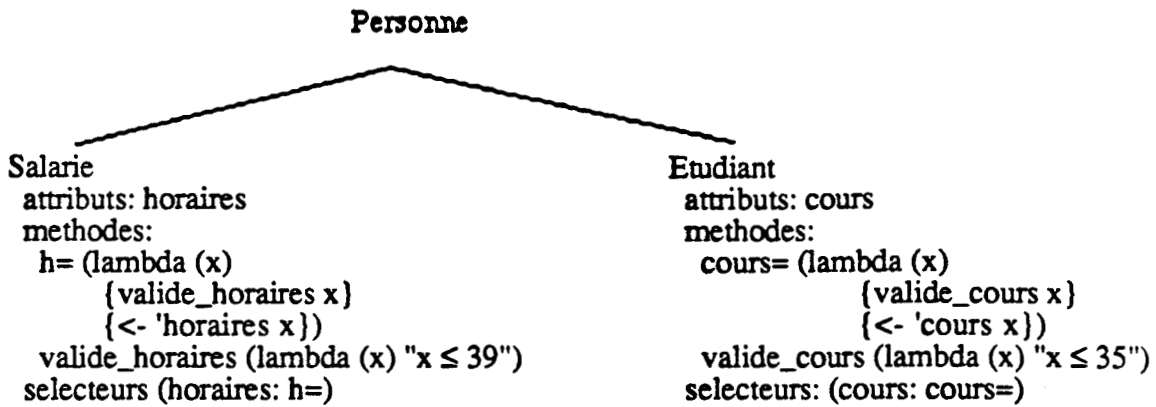 Personne
Salarie
attributs: horaires
methodes:
h= (lambda (x)
{valide_horaires x}
{<- 'horaires x})
valide_horaires (lambda (x) "x ≤ 39")
selecteurs (horaires: h=)
Etudiant
attributs: cours
methodes:
cours= (lambda (x)
{valide_cours x}
{<- 'cours x})
valide_cours (lambda (x) "x ≤ 35")
selecteurs: (cours: cours=)